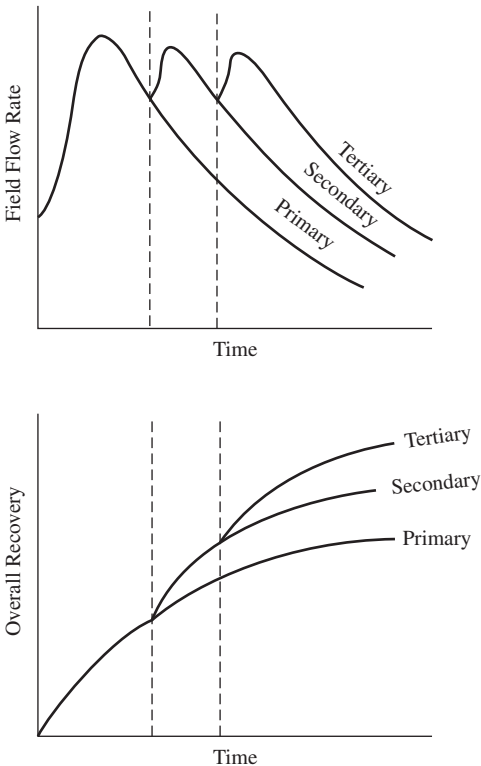 Field Flow Rate
Tertiary
Secondary
Primary
Time
Overall Recovery
Tertiary
Secondary
Primary
Time